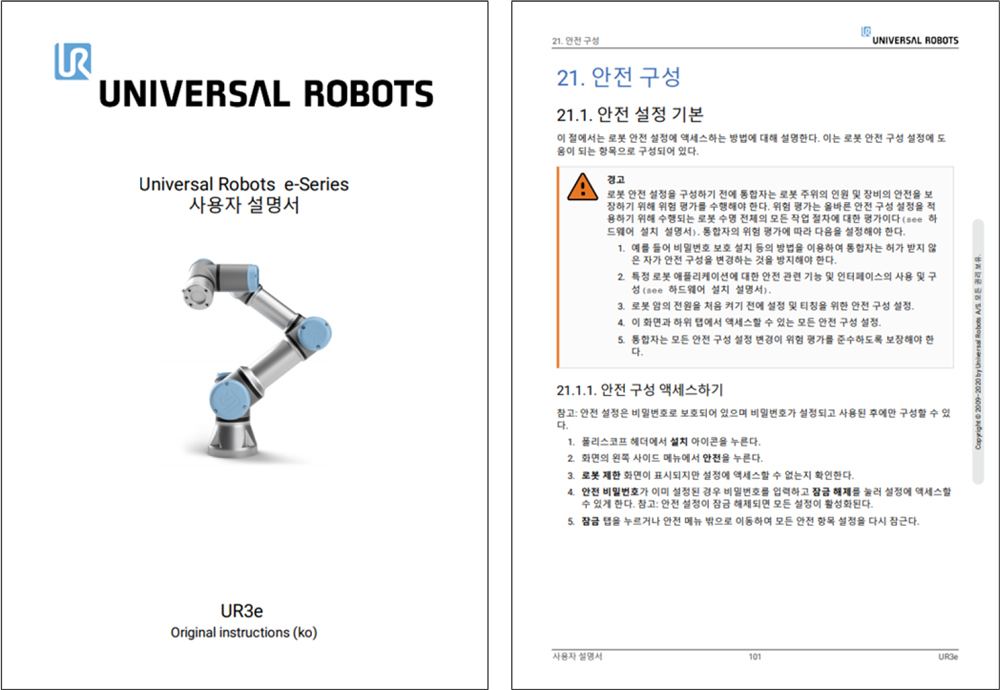 UR
UNIVERSAL ROBOTS
Universal Robots e-Series
사용자 설명서
UR3e
Original instructions (ko)
21. 안전 구성
UR
UNIVERSAL ROBOTS
21. 안전 구성
21.1. 안전 설정 기본
이 절에서는 로봇 안전 설정에 액세스하는 방법에 대해 설명한다. 이는 로봇 안전 구성 설정에 도
움이 되는 항목으로 구성되어 있다.
경고
로봇 안전 설정을 구성하기 전에 통합자는 로봇 주위의 인원 및 장비의 안전을 보
장하기 위해 위험 평가를 수행해야 한다. 위험 평가는 올바른 안전 구성 설정을 적
용하기 위해 수행되는 로봇 수명 전체의 모든 작업 절차에 대한 평가이다(see 하
드웨어 설치 설명서). 통합자의 위험 평가에 따라 다음을 설정해야 한다.
1. 예를 들어 비밀번호 보호 설치 등의 방법을 이용하여 통합자는 허가 받지 않
은 자가 안전 구성을 변경하는 것을 방지해야 한다.
2. 특정 로봇 애플리케이션에 대한 안전 관련 기능 및 인터페이스의 사용 및 구
성(see 하드웨어 설치 설명서).
3. 로봇 암의 전원을 처음 켜기 전에 설정 및 티칭을 위한 안전 구성 설정.
4. 이 화면과 하위 탭에서 액세스할 수 있는 모든 안전 구성 설정.
5. 통합자는 모든 안전 구성 설정 변경이 위험 평가를 준수하도록 보장해야 한
다.
21.1.1. 안전 구성 액세스하기
참고: 안전 설정은 비밀번호로 보호되어 있으며 비밀번호가 설정되고 사용된 후에만 구성할 수 있
다.
1. 폴리스코프 헤더에서 설치 아이콘을 누른다.
2. 화면의 왼쪽 사이드 메뉴에서 안전을 누른다.
3. 로봇 제한 화면이 표시되지만 설정에 액세스할 수 없는지 확인한다.
4. 안전 비밀번호가 이미 설정된 경우 비밀번호를 입력하고 잠금 해제를 눌러 설정에 액세스할
수 있게 한다. 참고: 안전 설정이 잠금 해제되면 모든 설정이 활성화된다.
5. 잠금 탭을 누르거나 안전 메뉴 밖으로 이동하여 모든 안전 항목 설정을 다시 잠근다.
Copyright © 2009–2020 by Universal Robots A/S. 모든 권리 보유.
사용자 설명서
101
UR3e